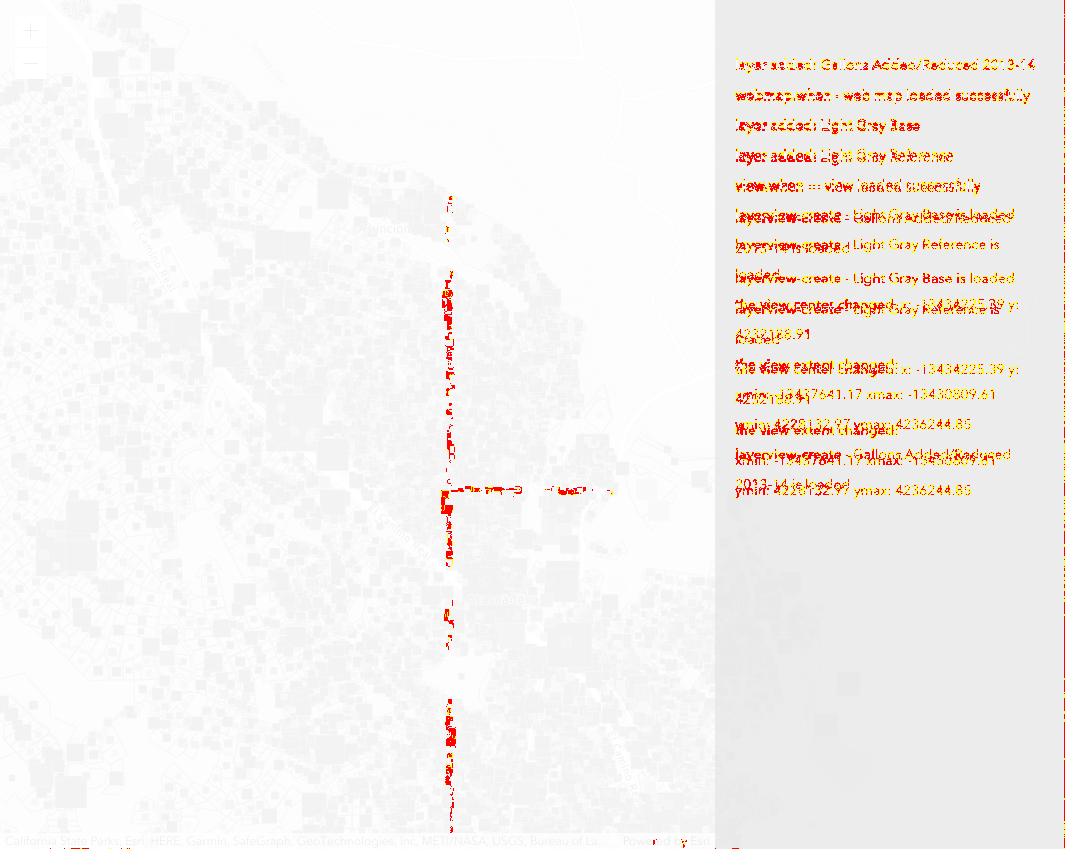 layer added: Gallons Added/Reduced 2013-14
webmap.when - web map loaded successfully
layer added: Light Gray Base
layer added: Light Gray Reference
view.when - view loaded successfully
layerview-create - Light Gray Base is loaded
layerview-create - Gallons Added/Reduced
layerview-create - Light Gray Reference is
2013-14 is loaded
loaded
layerview-create - Light Gray Base is loaded
the view center changed: x: -13434225.39 y:
layerview-create - Light Gray Reference is
4232188.91
loaded
the view extent changed:
the view center changed: x: -13434225.39 y:
xmin: -13437641.17 xmax: -13430809.61
4232188.91
ymin: 4228132.97 ymax: 4236244.85
the view extent changed:
layerview-create - Gallons Added/Reduced
xmin: -13437641.17 xmax: -13430809.61
2013-14 is loaded
ymin: 4228132.97 ymax: 4236244.85
California State Parks, Esri, HERE, Garmin, SafeGraph, GeoTechnologies, Inc, METI/NASA, USGS, Bureau of La... Powered by Esri